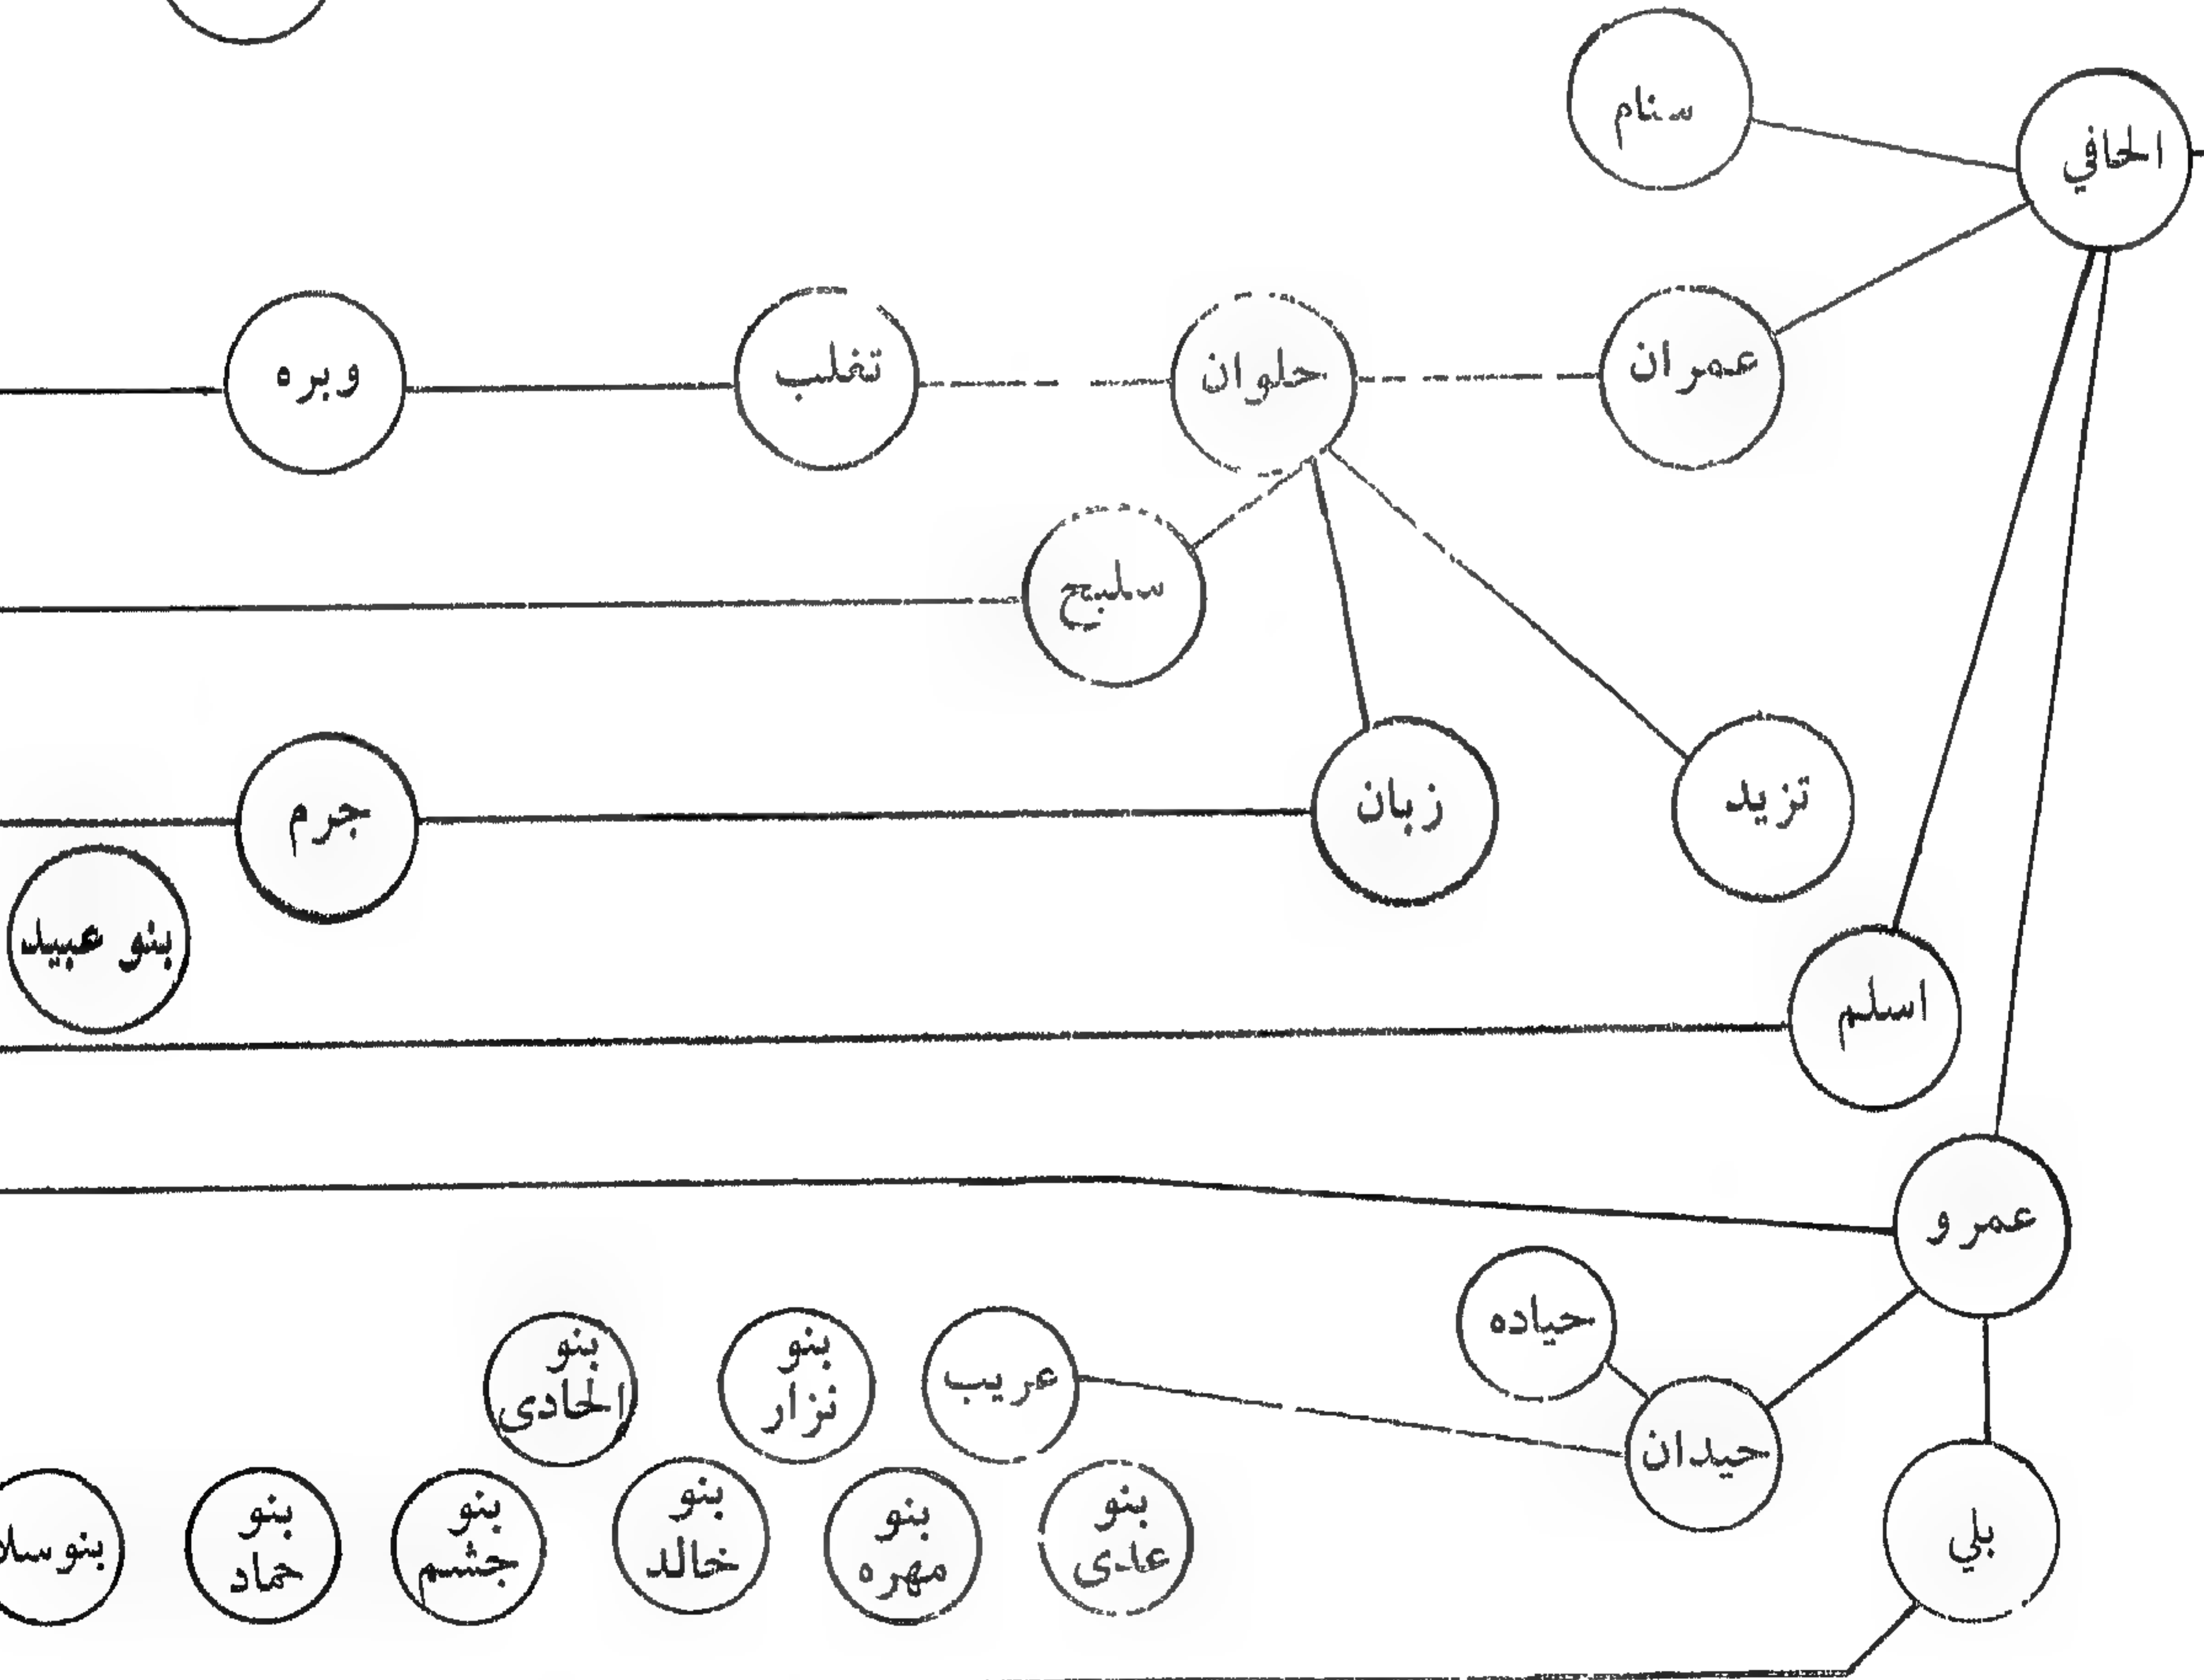 الحافي
سنام
عمران
حلوان
تغلب
وبره
سليح
تزيد
زبان
جرم
بنو عبيد
اسلم
عمرو
حياده
حيدان
عريب
بنو
نزار
بنو
الحادى
بلي
بنو
عادى
بنو
مهره
بنو
خالد
بنو
جشم
بنو
حماد
بنو